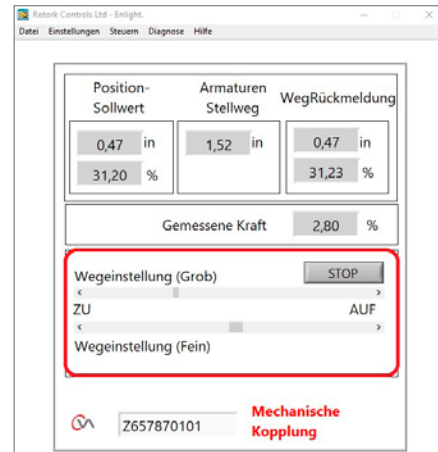 Rotork Controls Ltd - Enlight.
Datei Einstellungen Steuern Diagnose Hilfe
Position-
Sollwert
Armaturen
Stellweg
WegRückmeldung
0,47 in
31,20 %
1,52 in
0,47 in
31,23 %
Gemessene Kraft 2,80 %
Wegeinstellung (Grob) STOP
ZU AUF
Wegeinstellung (Fein)
Z657870101
Mechanische
Kopplung